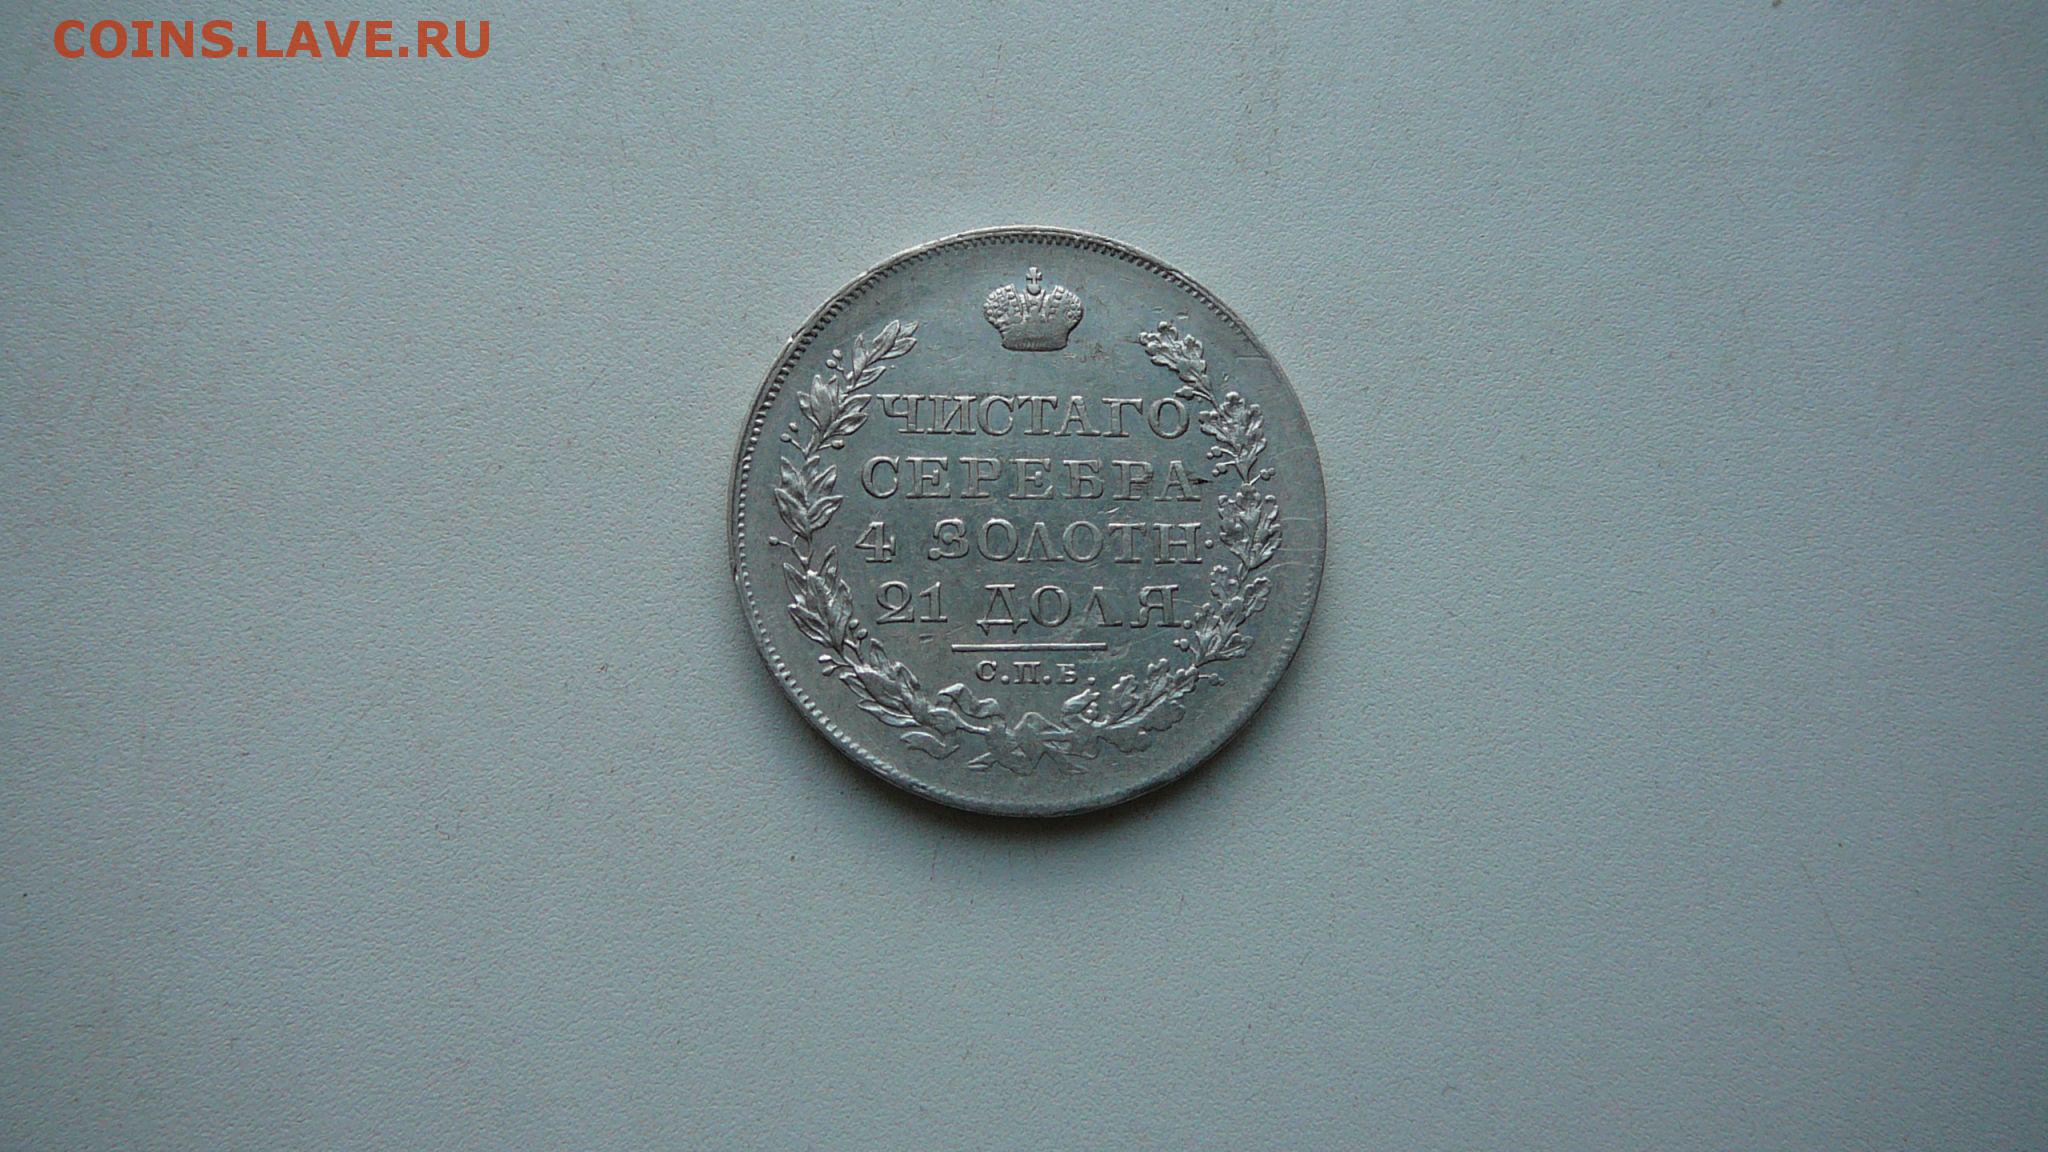 COINS.LAVE.RU
ЧИСТАГО
СЕРЕБРА
4 ЗОЛОТН·
21 ДОЛЯ.
С.П.Б.